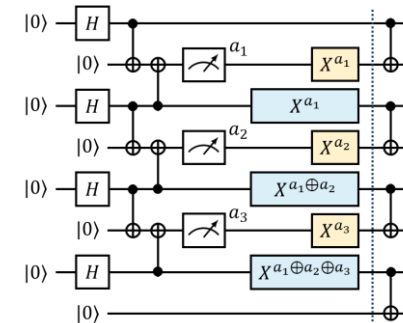 |0⟩ H
|0⟩ a₁ X^{a₁}
|0⟩ H X^{a₁}
|0⟩ a₂ X^{a₂}
|0⟩ H X^{a₁⊕a₂}
|0⟩ a₃ X^{a₃}
|0⟩ H X^{a₁⊕a₂⊕a₃}
|0⟩